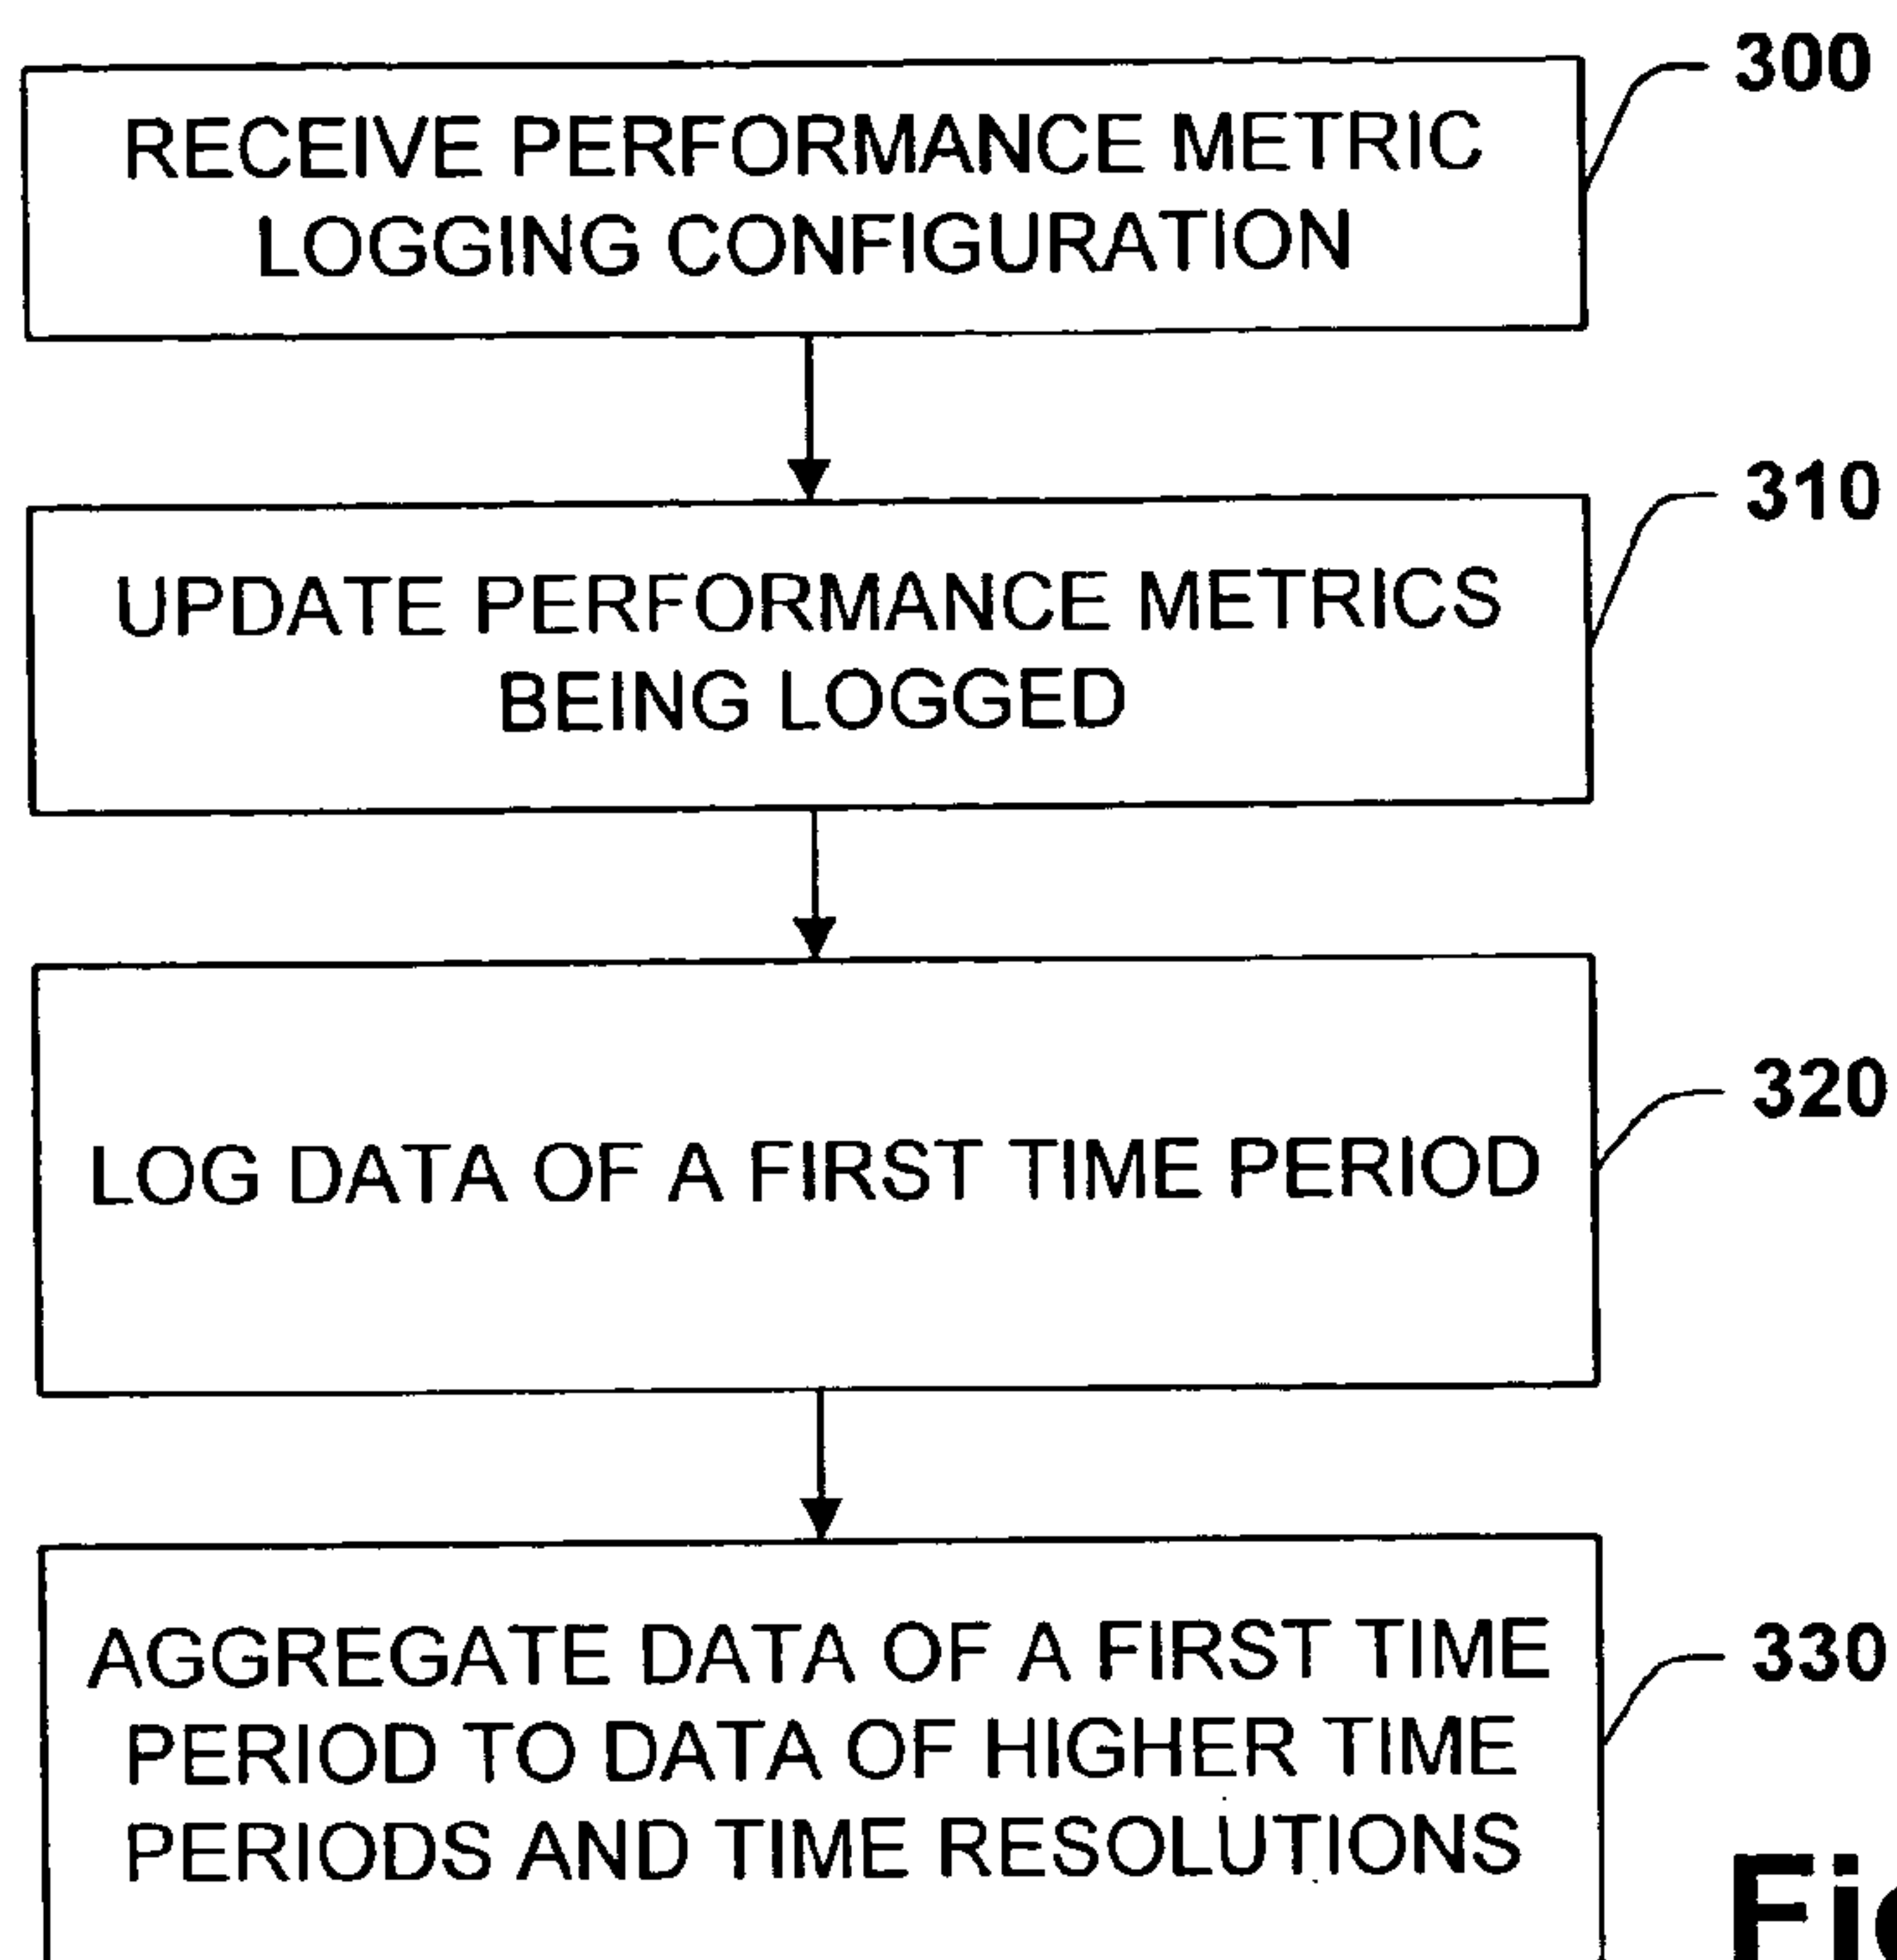 300
RECEIVE PERFORMANCE METRIC
LOGGING CONFIGURATION
310
UPDATE PERFORMANCE METRICS
BEING LOGGED
320
LOG DATA OF A FIRST TIME PERIOD
330
AGGREGATE DATA OF A FIRST TIME
PERIOD TO DATA OF HIGHER TIME
PERIODS AND TIME RESOLUTIONS